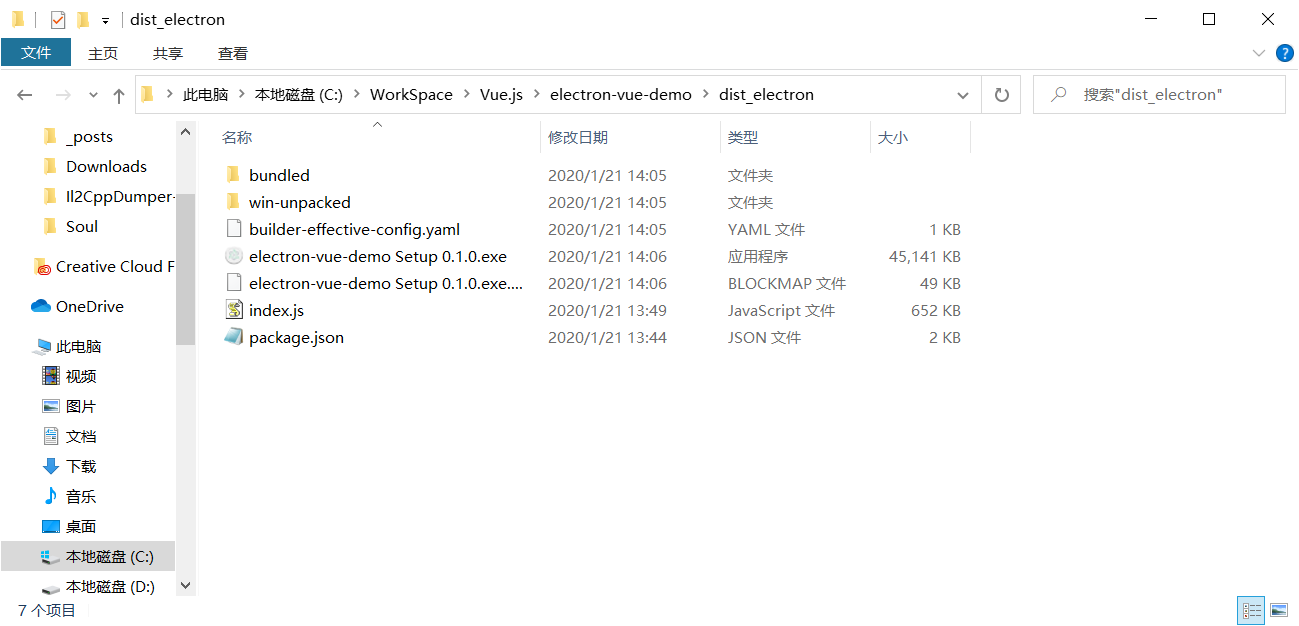 dist_electron
文件 主页 共享 查看
此电脑 本地磁盘 (C:) WorkSpace Vue.js electron-vue-demo dist_electron
搜索"dist_electron"
_posts
Downloads
Il2CppDumper-
Soul
Creative Cloud F
OneDrive
此电脑
视频
图片
文档
下载
音乐
桌面
本地磁盘 (C:)
本地磁盘 (D:)
名称 修改日期 类型 大小
bundled 2020/1/21 14:05 文件夹
win-unpacked 2020/1/21 14:05 文件夹
builder-effective-config.yaml 2020/1/21 14:05 YAML 文件 1 KB
electron-vue-demo Setup 0.1.0.exe 2020/1/21 14:06 应用程序 45,141 KB
electron-vue-demo Setup 0.1.0.exe.... 2020/1/21 14:06 BLOCKMAP 文件 49 KB
index.js 2020/1/21 13:49 JavaScript 文件 652 KB
package.json 2020/1/21 13:44 JSON 文件 2 KB
7 个项目